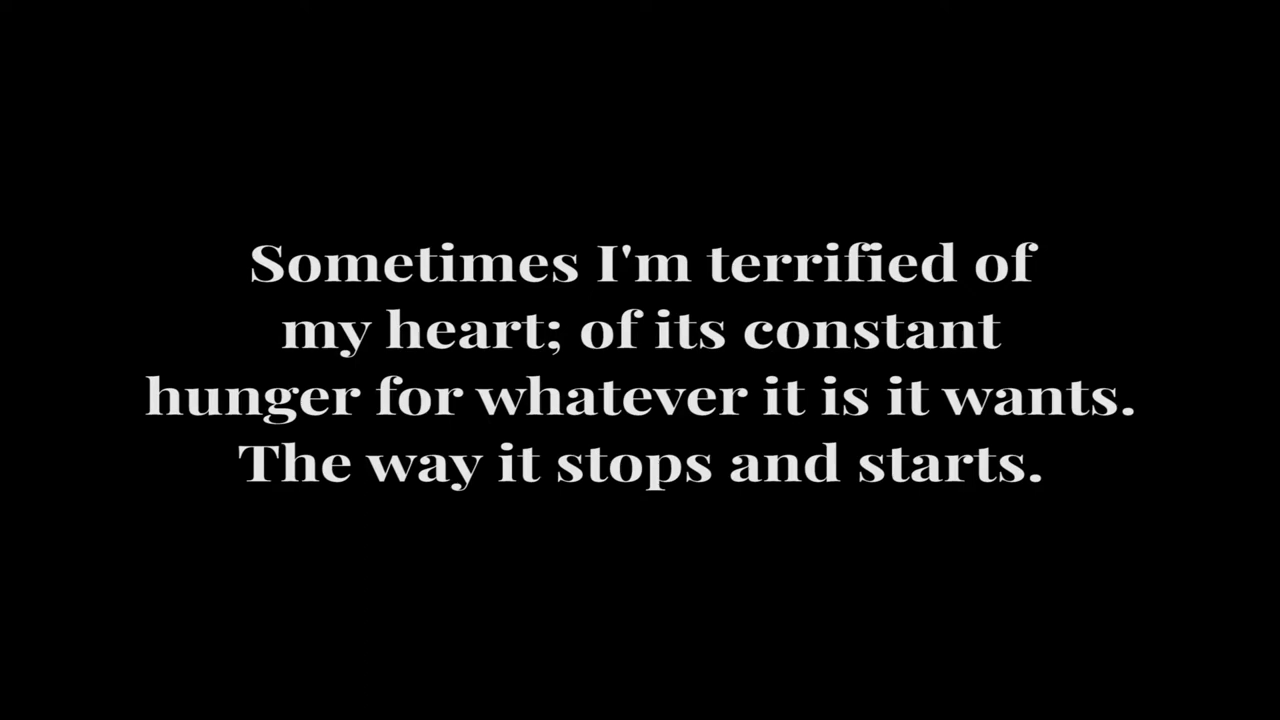 Sometimes I'm terrified of
my heart; of its constant
hunger for whatever it is it wants.
The way it stops and starts.